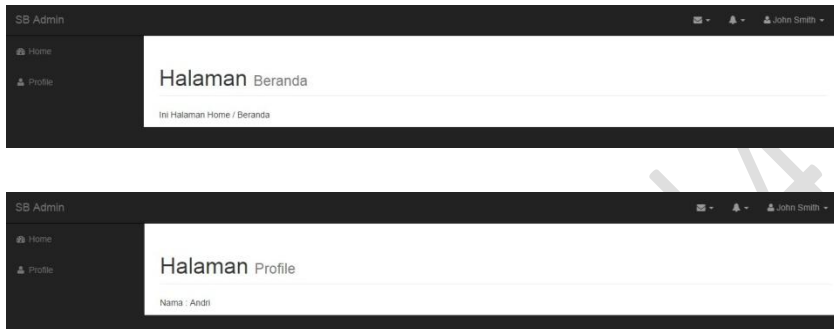 SB Admin John Smith
Home
Profile
Halaman Beranda
Ini Halaman Home / Beranda
SB Admin John Smith
Home
Profile
Halaman Profile
Nama : Andri